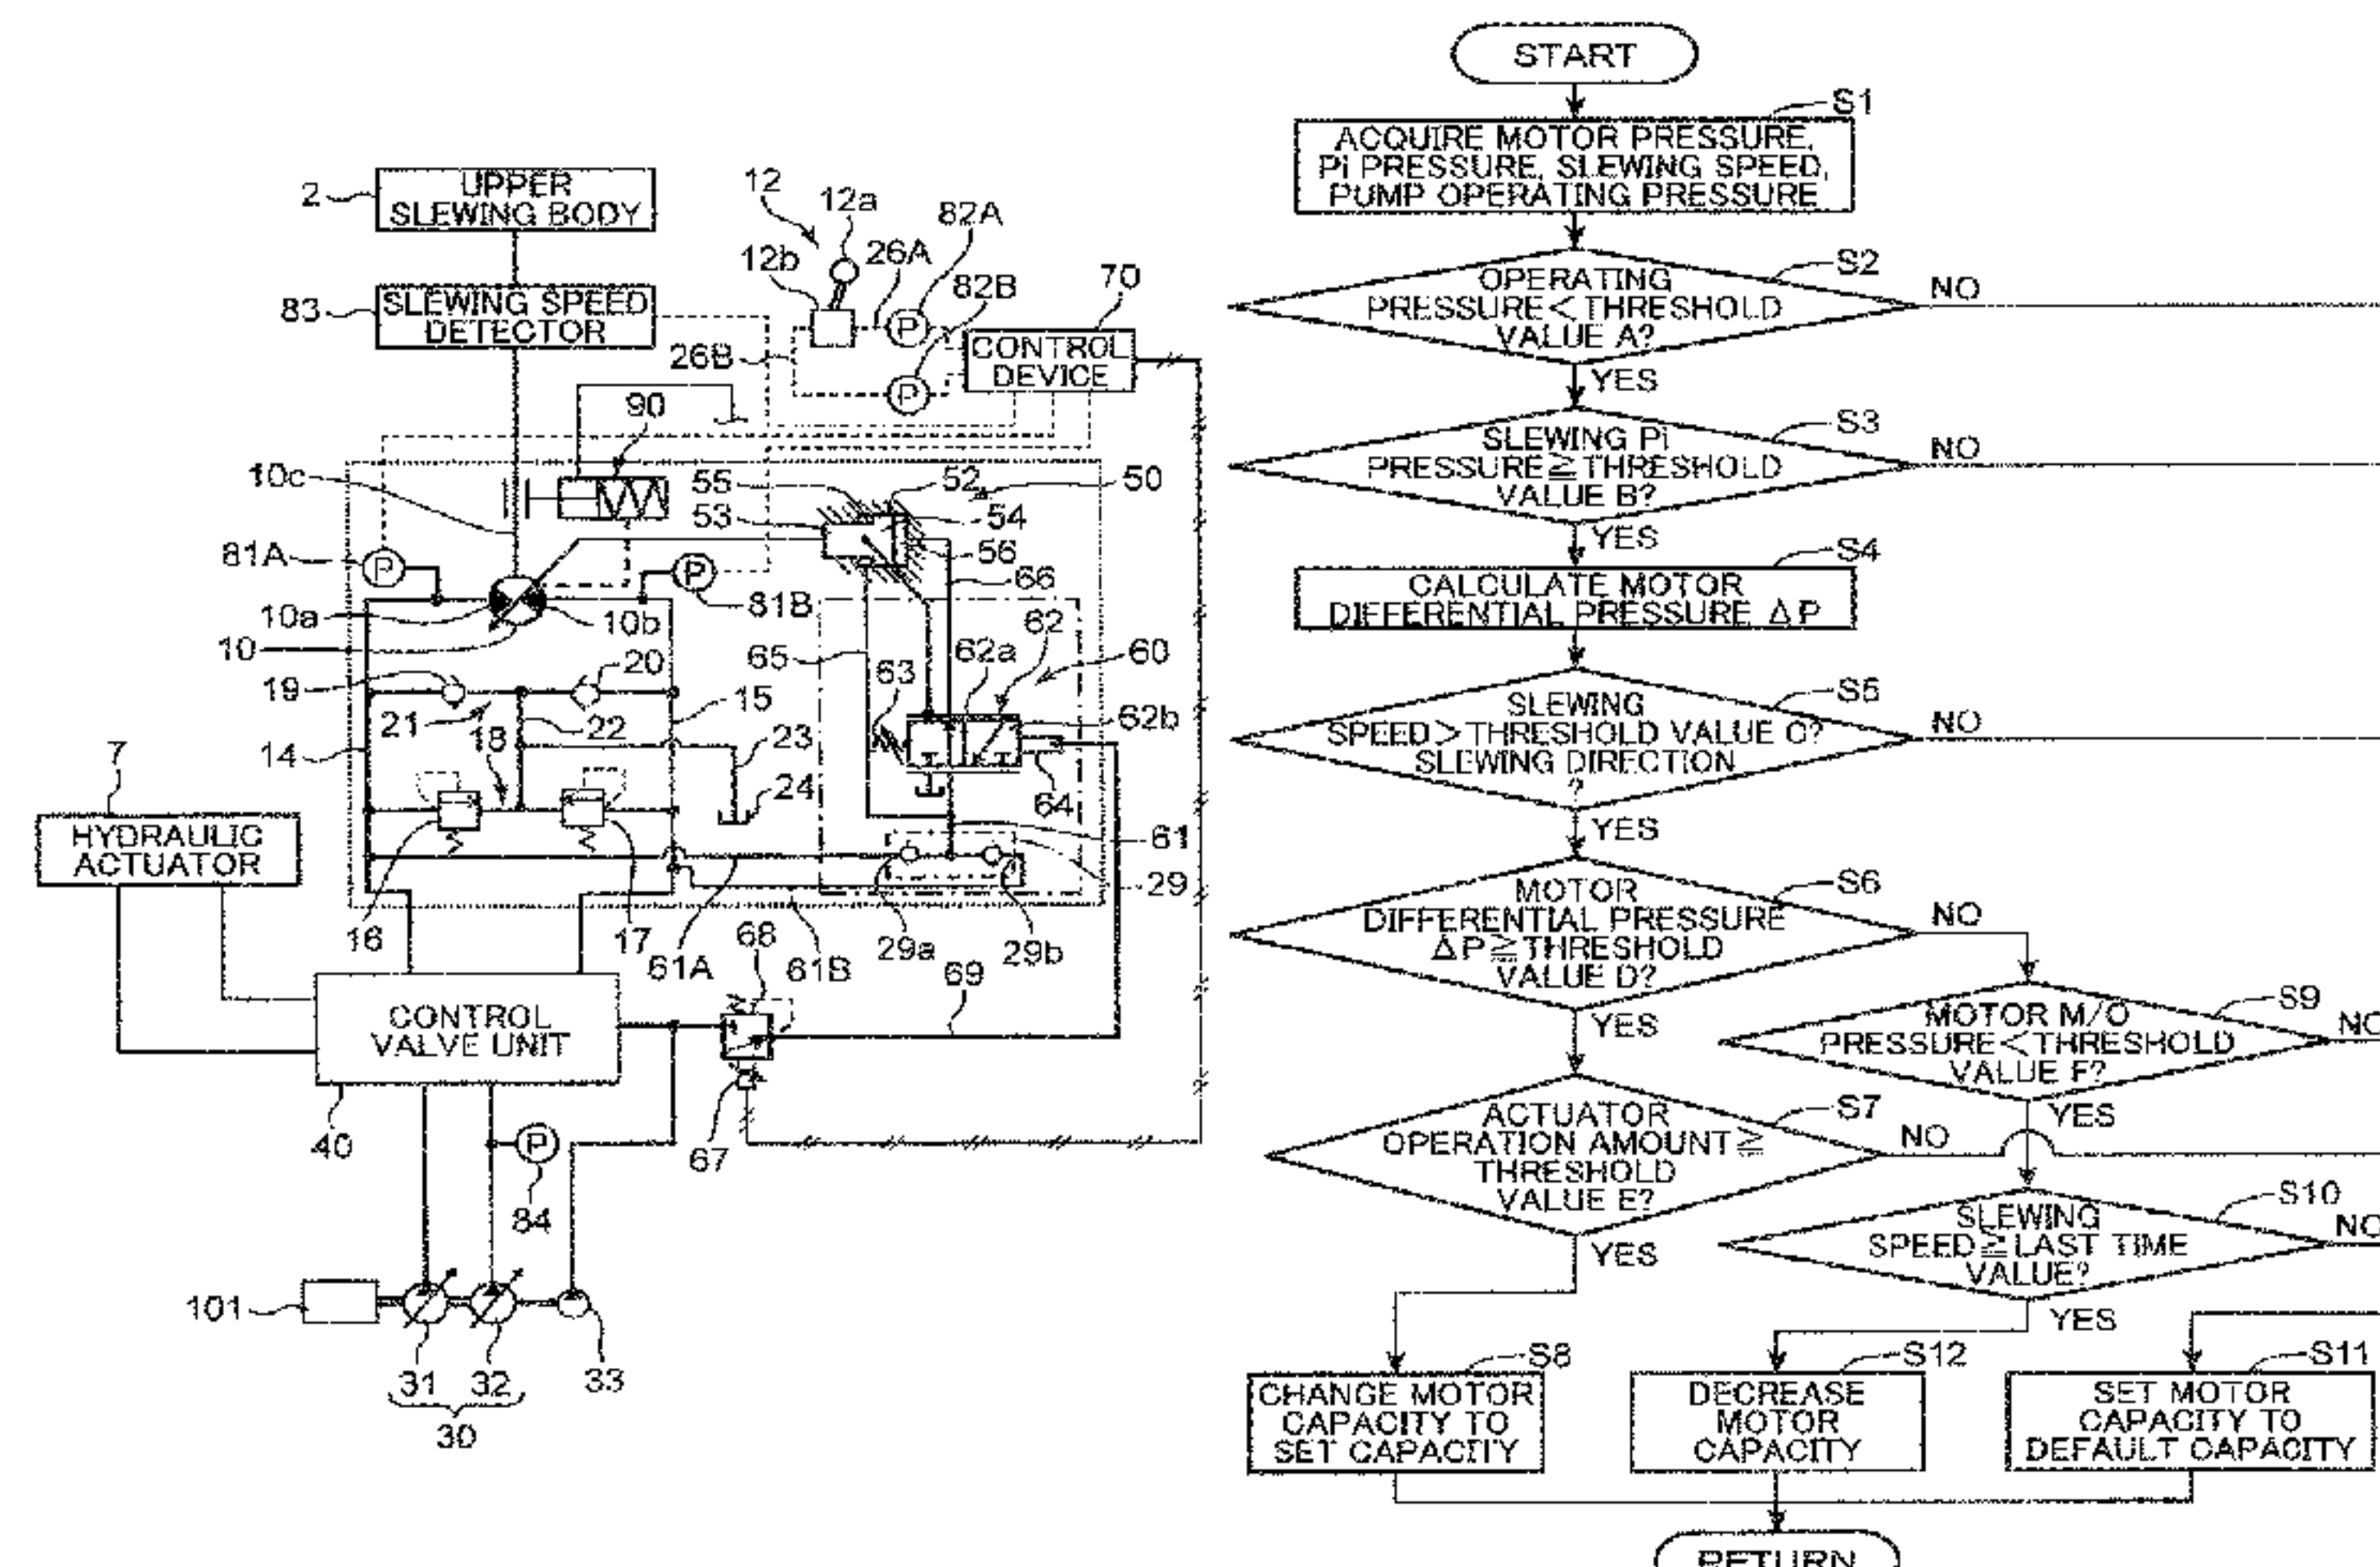 UPPER
SLEWING BODY
2
SLEWING SPEED
DETECTOR
83
12
12a
12b
26A
82A
82B
26B
70
CONTROL
DEVICE
90
10c
55
52
50
53
54
56
81A
81B
66
10a
10b
10
62
62a
60
65
63
62b
19
20
21
22
15
18
23
14
24
64
7
HYDRAULIC
ACTUATOR
61
29
16
17
61A
68
61B
29a
29b
69
CONTROL
VALVE UNIT
40
P
P
P
P
P
67
84
101
31
32
33
30
START
S1
ACQUIRE MOTOR PRESSURE,
Pi PRESSURE, SLEWING SPEED,
PUMP OPERATING PRESSURE
S2
OPERATING
PRESSURE<THRESHOLD
VALUE A?
NO
YES
S3
SLEWING Pi
PRESSURE≧THRESHOLD
VALUE B?
NO
YES
S4
CALCULATE MOTOR
DIFFERENTIAL PRESSURE ΔP
S5
SLEWING
SPEED>THRESHOLD VALUE C?
SLEWING DIRECTION
?
NO
YES
S6
MOTOR
DIFFERENTIAL PRESSURE
ΔP≧THRESHOLD
VALUE D?
NO
YES
S9
MOTOR M/O
PRESSURE<THRESHOLD
VALUE F?
NO
YES
S7
ACTUATOR
OPERATION AMOUNT≧
THRESHOLD
VALUE E?
NO
YES
S10
SLEWING
SPEED≧LAST TIME
VALUE?
NO
YES
S8
CHANGE MOTOR
CAPACITY TO
SET CAPACITY
S12
DECREASE
MOTOR
CAPACITY
S11
SET MOTOR
CAPACITY TO
DEFAULT CAPACITY
RETURN